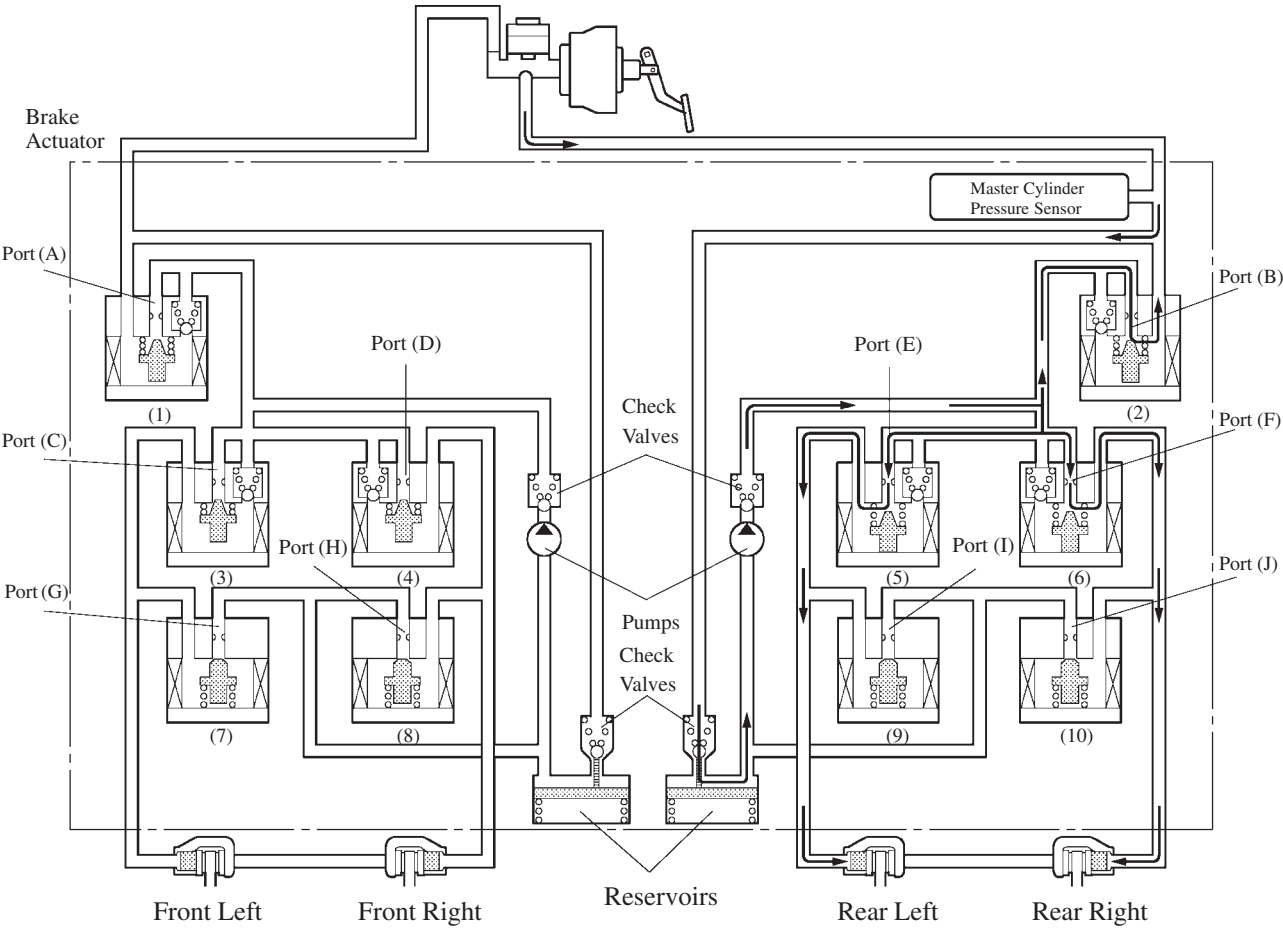 Brake
Actuator
Master Cylinder
Pressure Sensor
Port (A)
Port (B)
Port (D)
Port (E)
(1)
(2)
Check
Valves
Port (C)
Port (F)
Port (H)
Port (I)
(3)
(4)
(5)
(6)
Port (G)
Port (J)
Pumps
Check
Valves
(7)
(8)
(9)
(10)
Reservoirs
Front Left
Front Right
Rear Left
Rear Right